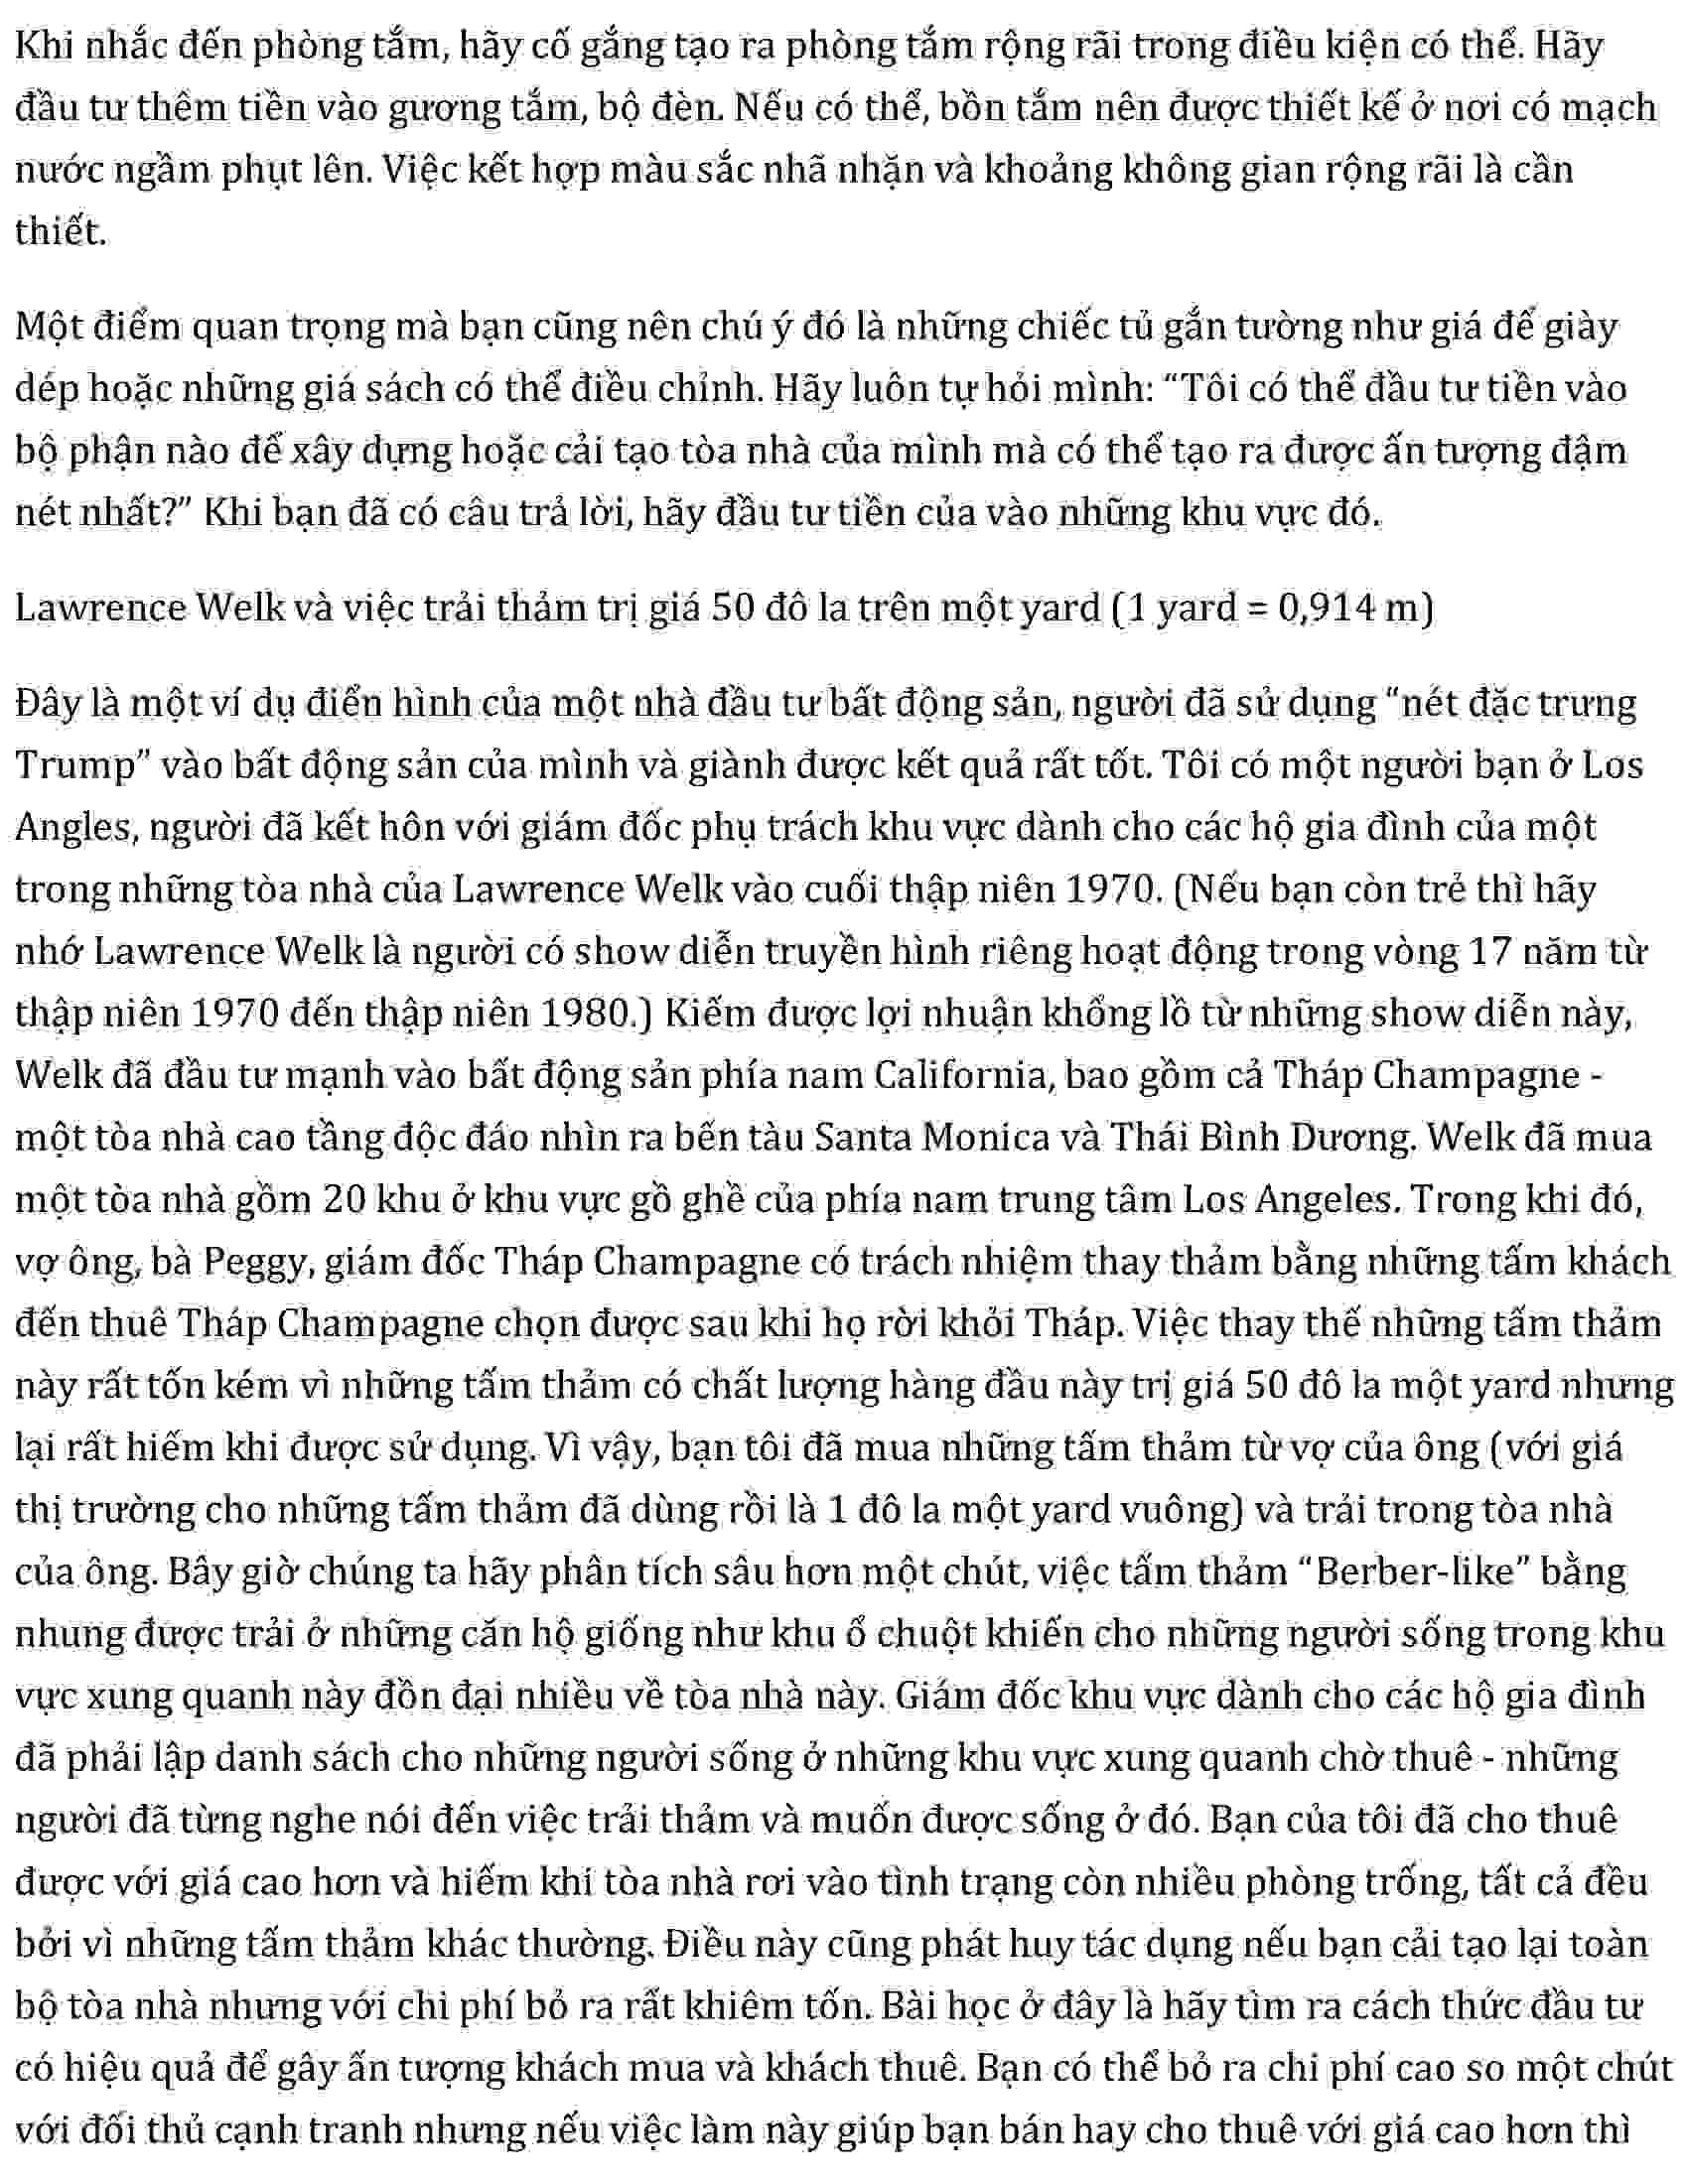 Khi nhắc đến phòng tắm, hãy cố gắng tạo ra phòng tắm rộng rãi trong điều kiện có thể. Hãy
đầu tư thêm tiền vào gương tắm, bộ đèn. Nếu có thể, bồn tắm nên được thiết kế ở nơi có mạch
nước ngầm phụt lên. Việc kết hợp màu sắc nhã nhặn và khoảng không gian rộng rãi là cần
thiết.
Một điểm quan trọng mà bạn cũng nên chú ý đó là những chiếc tủ gắn tường như giá để giày
dép hoặc những giá sách có thể điều chỉnh. Hãy luôn tự hỏi mình: “Tôi có thể đầu tư tiền vào
bộ phận nào để xây dựng hoặc cải tạo tòa nhà của mình mà có thể tạo ra được ấn tượng đậm
nét nhất?” Khi bạn đã có câu trả lời, hãy đầu tư tiền của vào những khu vực đó.
Lawrence Welk và việc trải thảm trị giá 50 đô la trên một yard (1 yard = 0,914 m)
Đây là một ví dụ điển hình của một nhà đầu tư bất động sản, người đã sử dụng “nét đặc trưng
Trump” vào bất động sản của mình và giành được kết quả rất tốt. Tôi có một người bạn ở Los
Angles, người đã kết hôn với giám đốc phụ trách khu vực dành cho các hộ gia đình của một
trong những tòa nhà của Lawrence Welk vào cuối thập niên 1970. (Nếu bạn còn trẻ thì hãy
nhớ Lawrence Welk là người có show diễn truyền hình riêng hoạt động trong vòng 17 năm từ
thập niên 1970 đến thập niên 1980.) Kiếm được lợi nhuận khổng lồ từ những show diễn này,
Welk đã đầu tư mạnh vào bất động sản phía nam California, bao gồm cả Tháp Champagne -
một tòa nhà cao tầng độc đáo nhìn ra bến tàu Santa Monica và Thái Bình Dương. Welk đã mua
một tòa nhà gồm 20 khu ở khu vực gồ ghề của phía nam trung tâm Los Angeles. Trong khi đó,
vợ ông, bà Peggy, giám đốc Tháp Champagne có trách nhiệm thay thảm bằng những tấm khách
đến thuê Tháp Champagne chọn được sau khi họ rời khỏi Tháp. Việc thay thế những tấm thảm
này rất tốn kém vì những tấm thảm có chất lượng hàng đầu này trị giá 50 đô la một yard nhưng
lại rất hiếm khi được sử dụng. Vì vậy, bạn tôi đã mua những tấm thảm từ vợ của ông (với giá
thị trường cho những tấm thảm đã dùng rồi là 1 đô la một yard vuông) và trải trong tòa nhà
của ông. Bây giờ chúng ta hãy phân tích sâu hơn một chút, việc tấm thảm “Berber-like” bằng
nhung được trải ở những căn hộ giống như khu ổ chuột khiến cho những người sống trong khu
vực xung quanh này đồn đại nhiều về tòa nhà này. Giám đốc khu vực dành cho các hộ gia đình
đã phải lập danh sách cho những người sống ở những khu vực xung quanh chờ thuê - những
người đã từng nghe nói đến việc trải thảm và muốn được sống ở đó. Bạn của tôi đã cho thuê
được với giá cao hơn và hiếm khi tòa nhà rơi vào tình trạng còn nhiều phòng trống, tất cả đều
bởi vì những tấm thảm khác thường. Điều này cũng phát huy tác dụng nếu bạn cải tạo lại toàn
bộ tòa nhà nhưng với chi phí bỏ ra rất khiêm tốn. Bài học ở đây là hãy tìm ra cách thức đầu tư
có hiệu quả để gây ấn tượng khách mua và khách thuê. Bạn có thể bỏ ra chi phí cao so một chút
với đối thủ cạnh tranh nhưng nếu việc làm này giúp bạn bán hay cho thuê với giá cao hơn thì